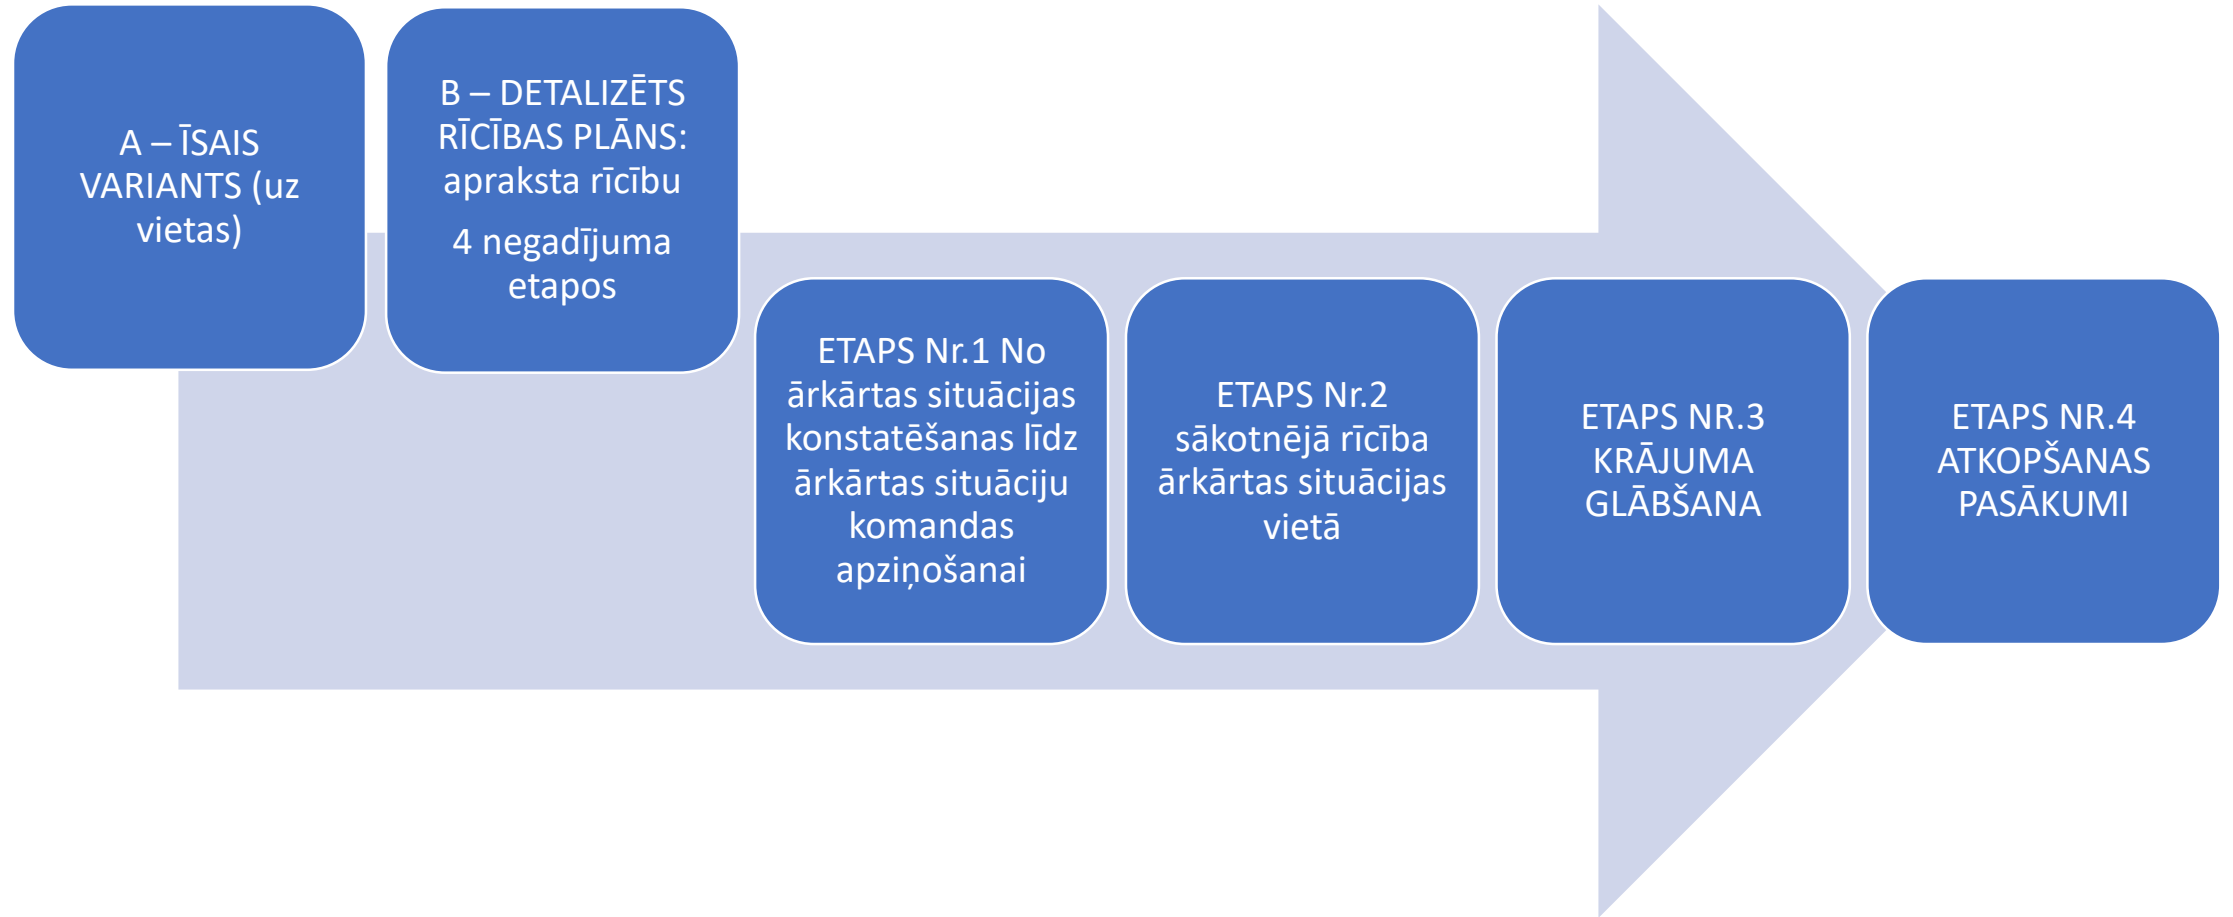 A – ĪSAIS
VARIANTS (uz
vietas)
B – DETALIZĒTS
RĪCĪBAS PLĀNS:
apraksta rīcību
4 negadījuma
etapos
ETAPS Nr.1 No
ārkārtas situācijas
konstatēšanas līdz
ārkārtas situāciju
komandas
apziņošanai
ETAPS Nr.2
sākotnējā rīcība
ārkārtas situācijas
vietā
ETAPS NR.3
KRĀJUMA
GLĀBŠANA
ETAPS NR.4
ATKOPŠANAS
PASĀKUMI